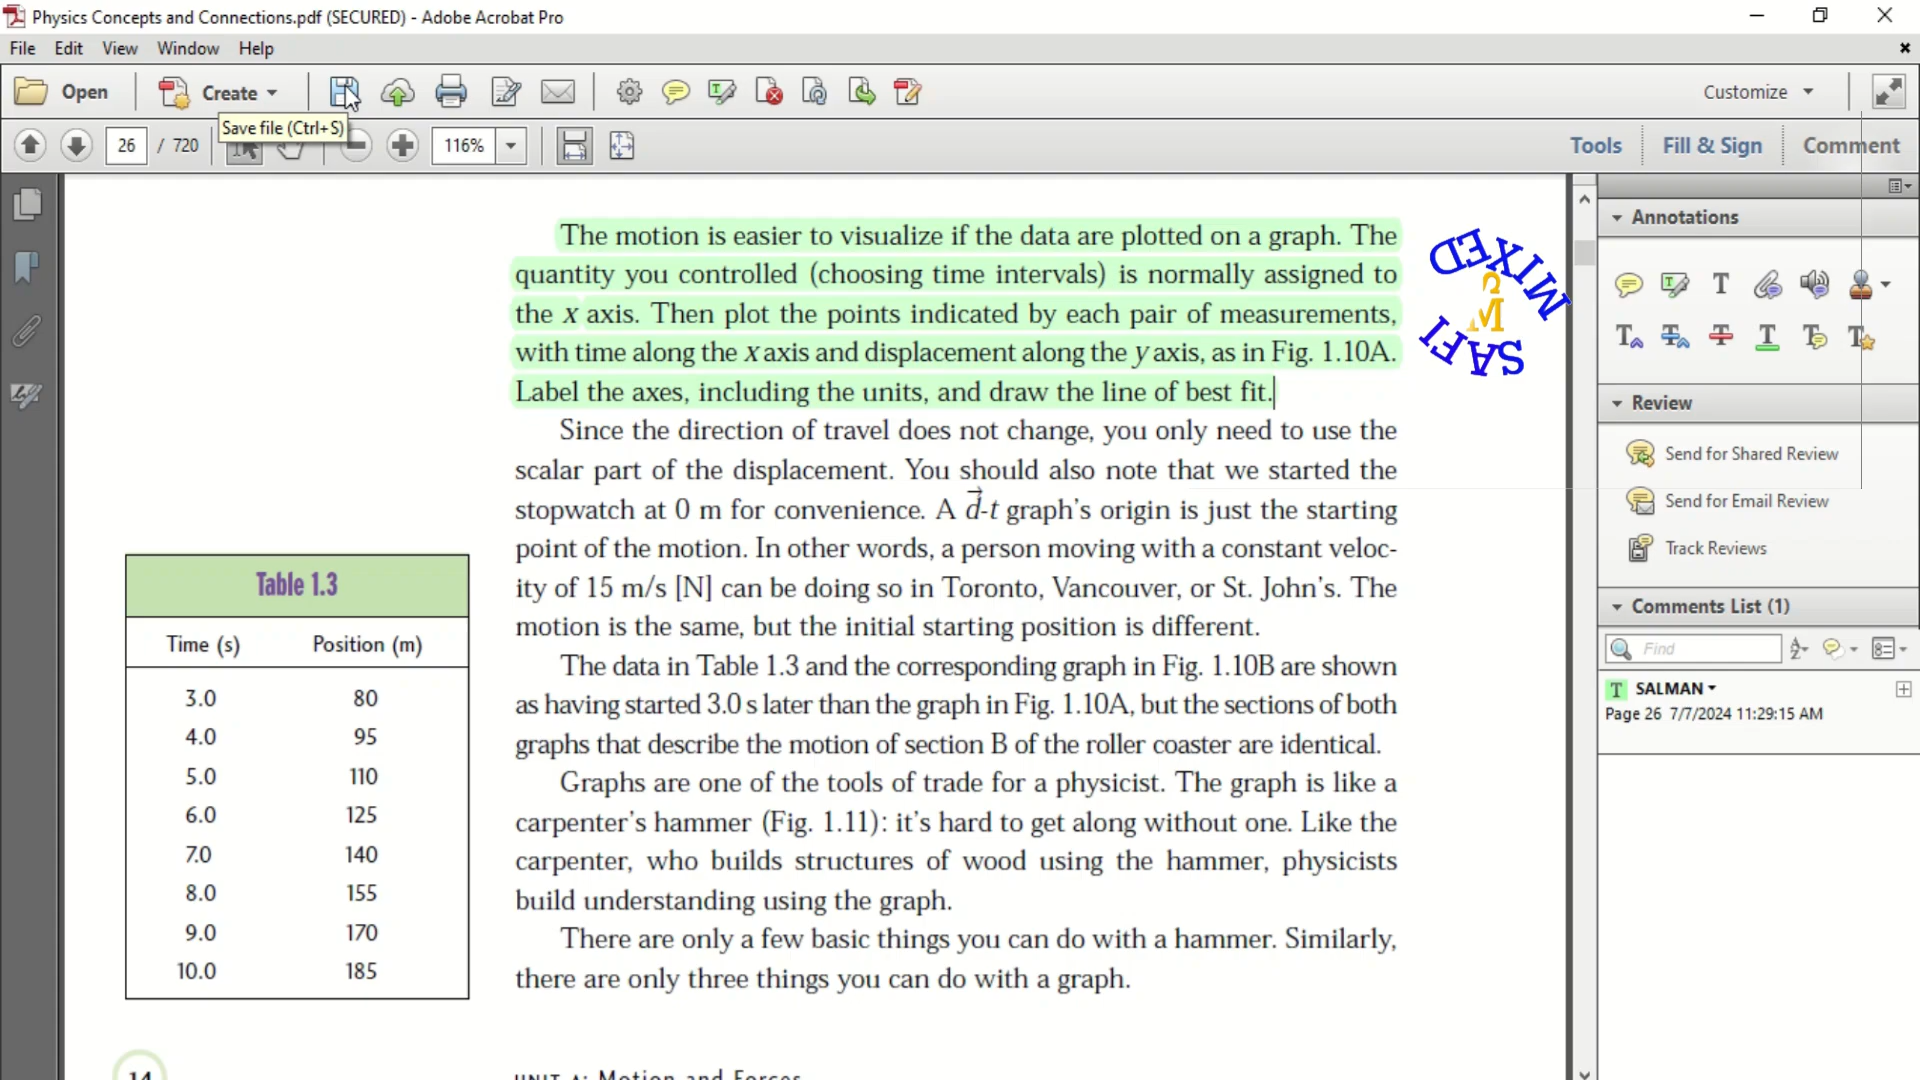 Physics Concepts and Connections.pdf (SECURED) - Adobe Acrobat Pro
File Edit View Window Help
Open Create Customize
Save file (Ctrl+S)
26 / 720 116% Tools Fill & Sign Comment
The motion is easier to visualize if the data are plotted on a graph. The
quantity you controlled (choosing time intervals) is normally assigned to
the x axis. Then plot the points indicated by each pair of measurements,
with time along the x axis and displacement along the y axis, as in Fig. 1.10A.
Label the axes, including the units, and draw the line of best fit.
Since the direction of travel does not change, you only need to use the
scalar part of the displacement. You should also note that we started the
stopwatch at 0 m for convenience. A d⃗-t graph's origin is just the starting
point of the motion. In other words, a person moving with a constant veloc-
ity of 15 m/s [N] can be doing so in Toronto, Vancouver, or St. John's. The
motion is the same, but the initial starting position is different.
The data in Table 1.3 and the corresponding graph in Fig. 1.10B are shown
as having started 3.0 s later than the graph in Fig. 1.10A, but the sections of both
graphs that describe the motion of section B of the roller coaster are identical.
Graphs are one of the tools of trade for a physicist. The graph is like a
carpenter's hammer (Fig. 1.11): it's hard to get along without one. Like the
carpenter, who builds structures of wood using the hammer, physicists
build understanding using the graph.
There are only a few basic things you can do with a hammer. Similarly,
there are only three things you can do with a graph.
Table 1.3
Time (s) Position (m)
3.0 80
4.0 95
5.0 110
6.0 125
7.0 140
8.0 155
9.0 170
10.0 185
14
UNIT A: Motion and Forces
MIXED
SAFI
Annotations
Review
Send for Shared Review
Send for Email Review
Track Reviews
Comments List (1)
Find
T SALMAN
Page 26 7/7/2024 11:29:15 AM